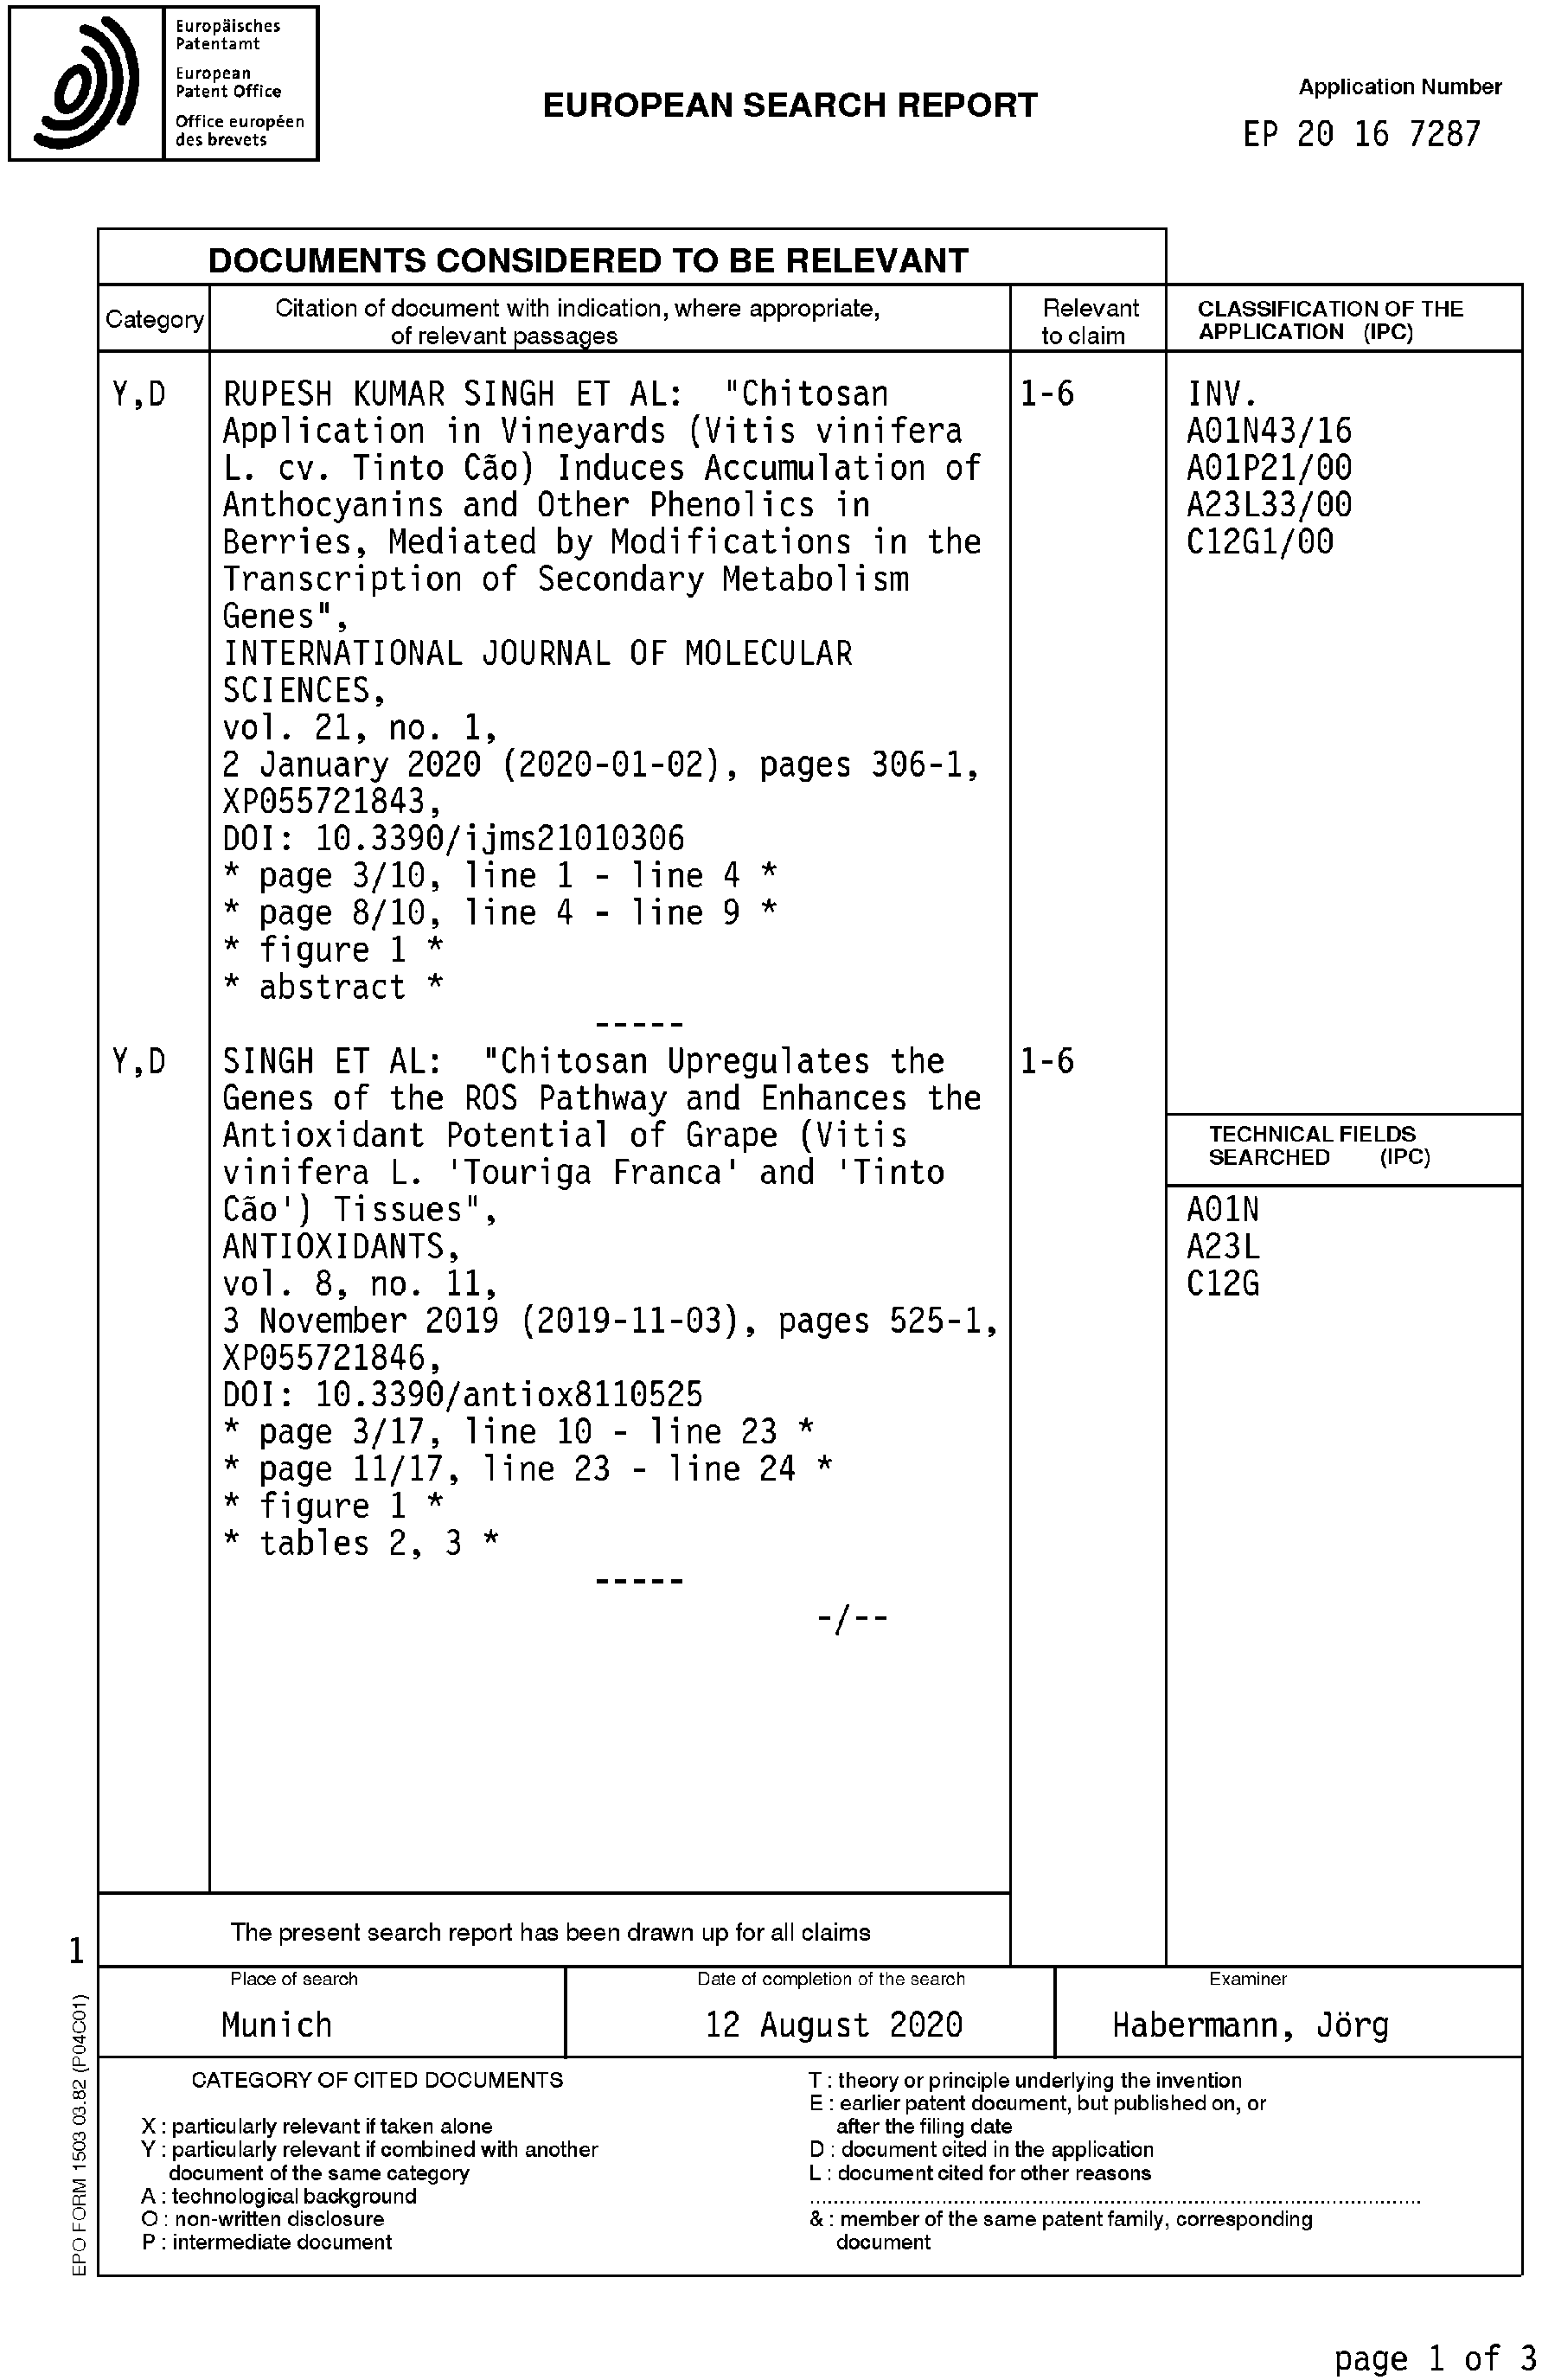 Europäisches
Patentamt
European
Patent Office
Office européen
des brevets
EUROPEAN SEARCH REPORT
Application Number
EP 20 16 7287
DOCUMENTS CONSIDERED TO BE RELEVANT
Category
Citation of document with indication, where appropriate,
of relevant passages
Relevant
to claim
CLASSIFICATION OF THE
APPLICATION (IPC)
Y,D
RUPESH KUMAR SINGH ET AL: "Chitosan
Application in Vineyards (Vitis vinifera
L. cv. Tinto Cão) Induces Accumulation of
Anthocyanins and Other Phenolics in
Berries, Mediated by Modifications in the
Transcription of Secondary Metabolism
Genes",
INTERNATIONAL JOURNAL OF MOLECULAR
SCIENCES,
vol. 21, no. 1,
2 January 2020 (2020-01-02), pages 306-1,
XP055721843,
DOI: 10.3390/ijms21010306
* page 3/10, line 1 - line 4 *
* page 8/10, line 4 - line 9 *
* figure 1 *
* abstract *
-----
1-6
INV.
A01N43/16
A01P21/00
A23L33/00
C12G1/00
Y,D
SINGH ET AL: "Chitosan Upregulates the
Genes of the ROS Pathway and Enhances the
Antioxidant Potential of Grape (Vitis
vinifera L. 'Touriga Franca' and 'Tinto
Cão') Tissues",
ANTIOXIDANTS,
vol. 8, no. 11,
3 November 2019 (2019-11-03), pages 525-1,
XP055721846,
DOI: 10.3390/antiox8110525
* page 3/17, line 10 - line 23 *
* page 11/17, line 23 - line 24 *
* figure 1 *
* tables 2, 3 *
-----
-/--
1-6
TECHNICAL FIELDS
SEARCHED (IPC)
A01N
A23L
C12G
The present search report has been drawn up for all claims
1
Place of search
Munich
Date of completion of the search
12 August 2020
Examiner
Habermann, Jörg
CATEGORY OF CITED DOCUMENTS
X : particularly relevant if taken alone
Y : particularly relevant if combined with another
document of the same category
A : technological background
O : non-written disclosure
P : intermediate document
T : theory or principle underlying the invention
E : earlier patent document, but published on, or
after the filing date
D : document cited in the application
L : document cited for other reasons
& : member of the same patent family, corresponding
document
EPO FORM 1503 03.82 (P04C01)
page 1 of 3